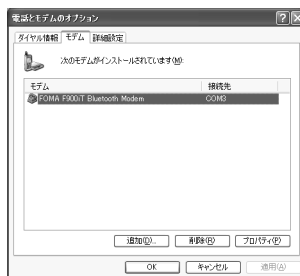 電話とモデムのオプション
ダイヤル情報 モデム 詳細設定
次のモデムがインストールされています(M):
モデム 接続先
FOMA F900iT Bluetooth Modem COM3
追加(D)... 削除(R) プロパティ(P)
OK キャンセル 適用(A)